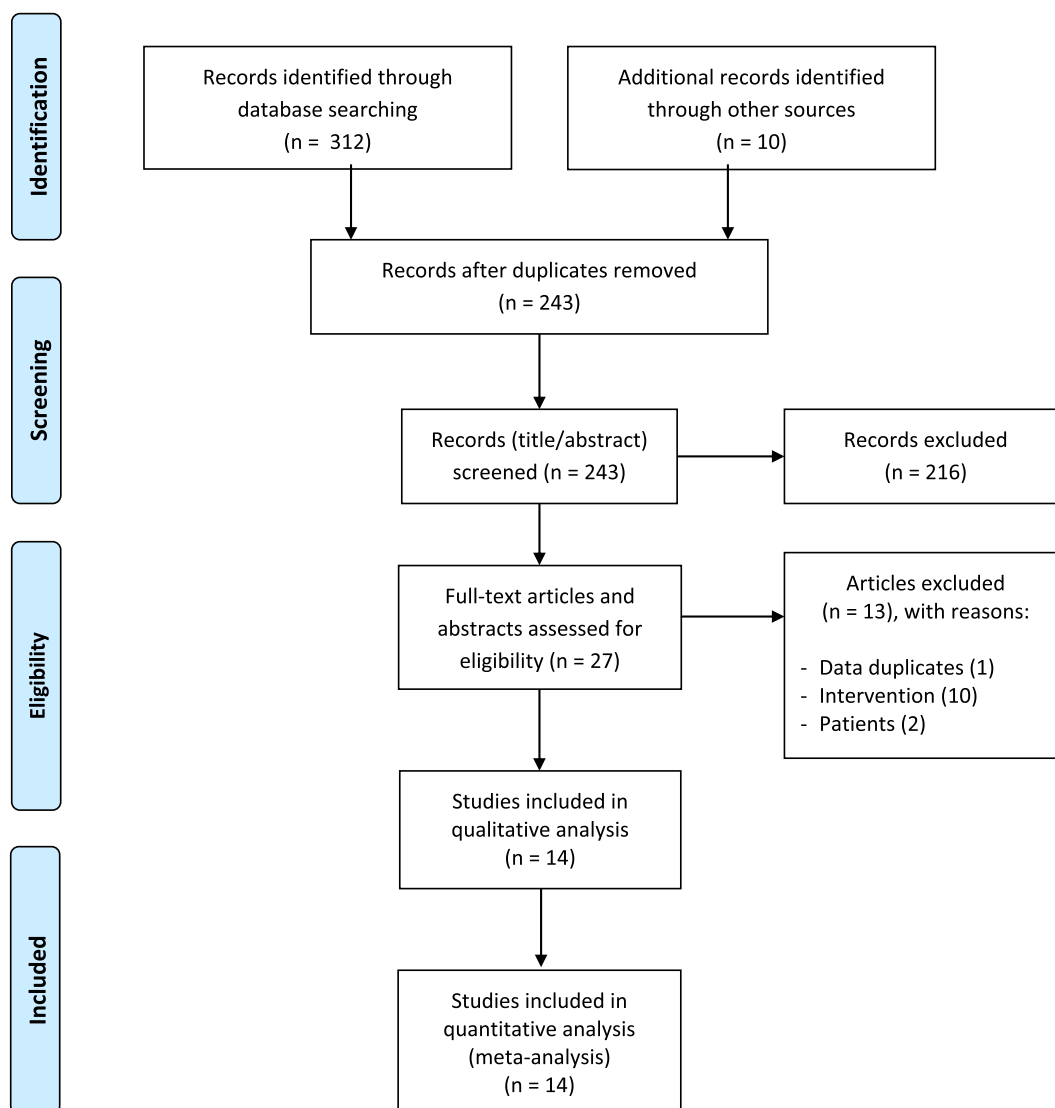 Identification
Records identified through
database searching
(n = 312)
Additional records identified
through other sources
(n = 10)
Records after duplicates removed
(n = 243)
Screening
Records (title/abstract)
screened (n = 243)
Records excluded
(n = 216)
Eligibility
Full-text articles and
abstracts assessed for
eligibility (n = 27)
Articles excluded
(n = 13), with reasons:
- Data duplicates (1)
- Intervention (10)
- Patients (2)
Studies included in
qualitative analysis
(n = 14)
Included
Studies included in
quantitative analysis
(meta-analysis)
(n = 14)